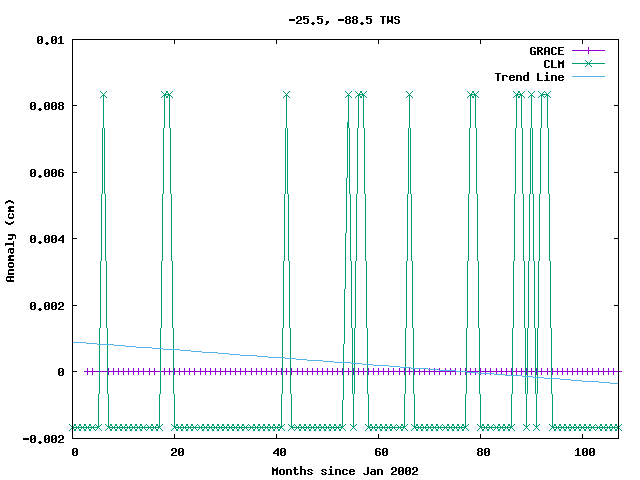 -25.5, -88.5 TWS
GRACE
CLM
Trend Line
0.01
0.008
0.006
0.004
0.002
0
-0.002
Anomaly (cm)
0 20 40 60 80 100
Months since Jan 2002